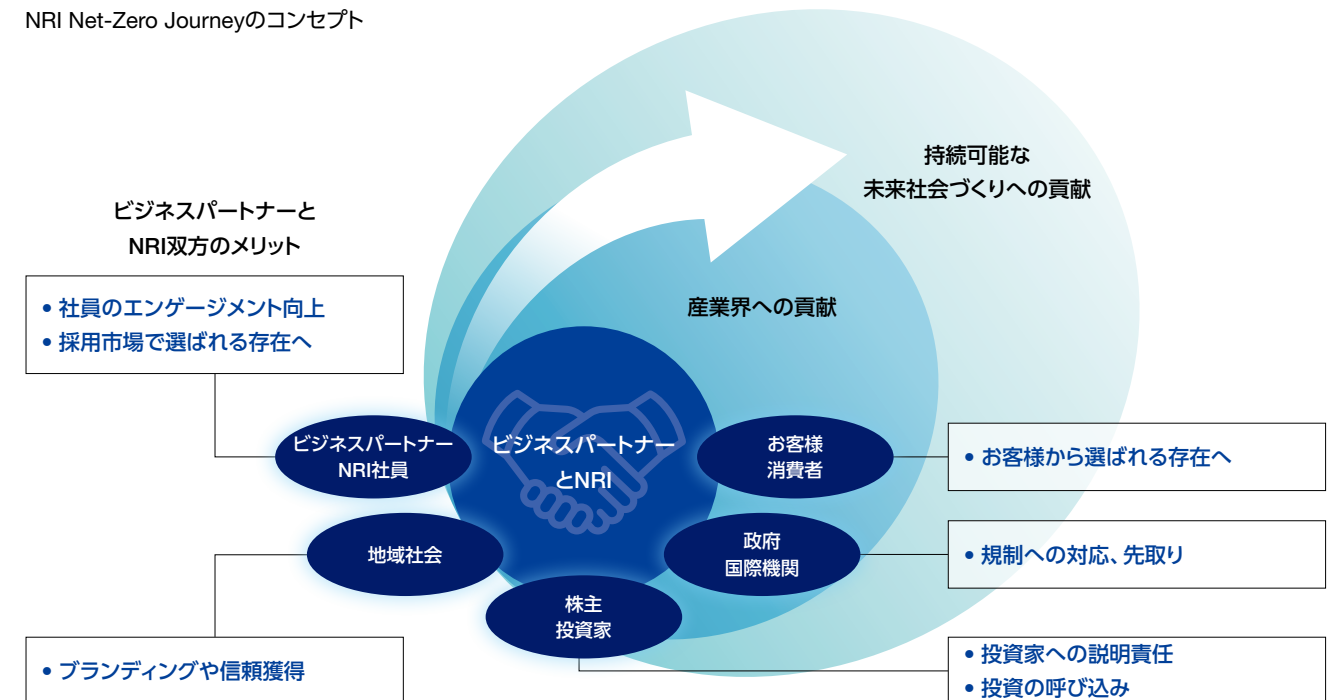 NRI Net-Zero Journeyのコンセプト
持続可能な
未来社会づくりへの貢献
ビジネスパートナーと
NRI双方のメリット
• 社員のエンゲージメント向上
• 採用市場で選ばれる存在へ
産業界への貢献
ビジネスパートナー
NRI社員
ビジネスパートナー
とNRI
お客様
消費者
• お客様から選ばれる存在へ
地域社会
政府
国際機関
• 規制への対応、先取り
株主
投資家
• ブランディングや信頼獲得
• 投資家への説明責任
• 投資の呼び込み